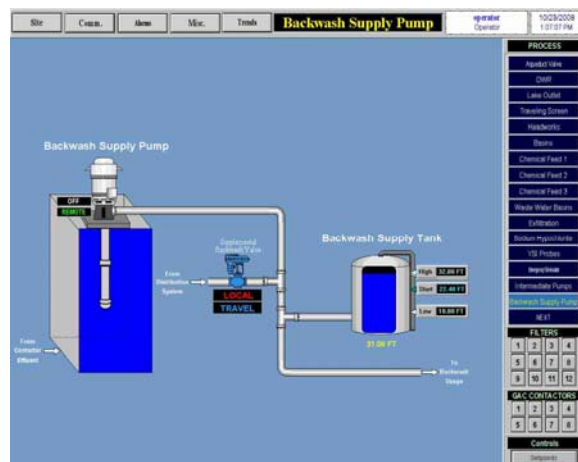 Site
Comm.
Alarms
Misc.
Trends
Backwash Supply Pump
operator
Operator
10/23/2008
1:07:07 PM
PROCESS
Aqueduct Valve
DWR
Lake Outlet
Traveling Screen
Headworks
Basins
Chemical Feed 1
Chemical Feed 2
Chemical Feed 3
Waste Water Basins
Exfiltration
Sodium Hypochlorite
YSI Probes
Intermediate Pumps
Backwash Supply Pump
NEXT
FILTERS
1 2 3 4
5 6 7 8
9 10 11 12
GAC CONTACTORS
1 2 3 4
5 6 7 8
Controls
Setpoints
Backwash Supply Pump
OFF
REMOTE
Supplemental
Backwash Valve
From
Distribution
System
LOCAL
TRAVEL
From
Contactor
Effluent
Backwash Supply Tank
High 32.00 FT
Start 22.40 FT
Low 10.00 FT
31.06 FT
To
Backwash
Usage